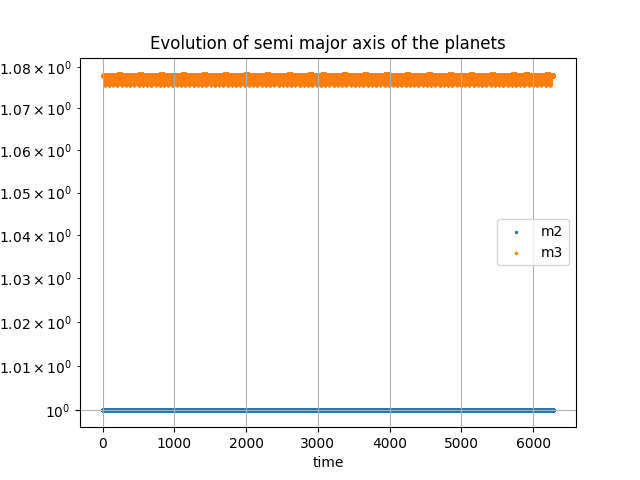 Evolution of semi major axis of the planets
1.08 × 10⁰
1.07 × 10⁰
1.06 × 10⁰
1.05 × 10⁰
1.04 × 10⁰
1.03 × 10⁰
1.02 × 10⁰
1.01 × 10⁰
10⁰
m2
m3
0 1000 2000 3000 4000 5000 6000
time